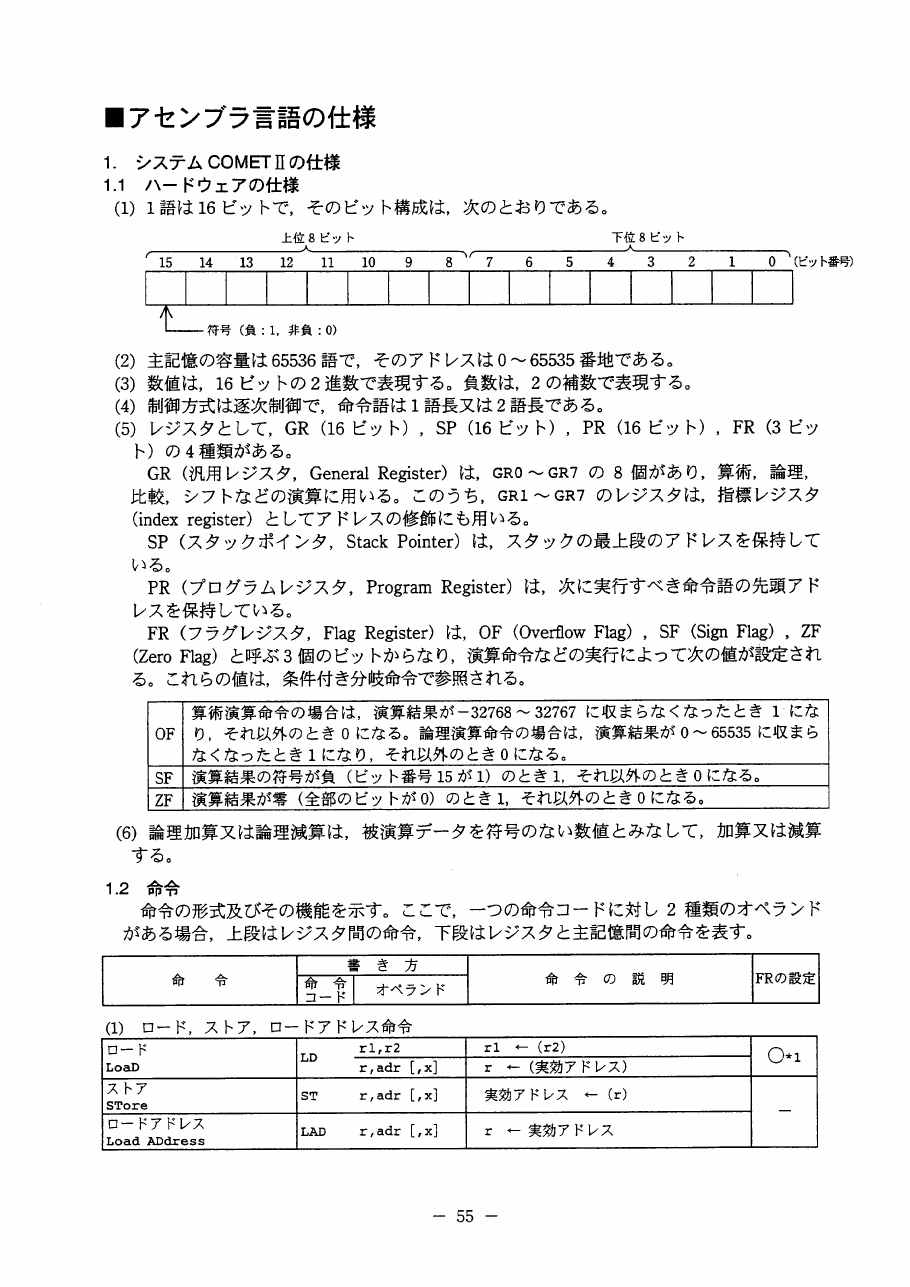 ■アセンブラ言語の仕様
1. システム COMETⅡの仕様
1.1 ハードウェアの仕様
(1) 1語は16ビットで，そのビット構成は，次のとおりである。
上位8ビット 下位8ビット
15 14 13 12 11 10 9 8 7 6 5 4 3 2 1 0 (ビット番号)
符号（負：1，非負：0）
(2) 主記憶の容量は65536語で，そのアドレスは0～65535番地である。
(3) 数値は，16ビットの2進数で表現する。負数は，2の補数で表現する。
(4) 制御方式は逐次制御で，命令語は1語長又は2語長である。
(5) レジスタとして，GR（16ビット），SP（16ビット），PR（16ビット），FR（3ビッ
ト）の4種類がある。
GR（汎用レジスタ，General Register）は，GR0～GR7 の 8 個があり，算術，論理，
比較，シフトなどの演算に用いる。このうち，GR1～GR7 のレジスタは，指標レジスタ
(index register) としてアドレスの修飾にも用いる。
SP（スタックポインタ，Stack Pointer）は，スタックの最上段のアドレスを保持して
いる。
PR（プログラムレジスタ，Program Register）は，次に実行すべき命令語の先頭アド
レスを保持している。
FR（フラグレジスタ，Flag Register）は，OF（Overflow Flag），SF（Sign Flag），ZF
(Zero Flag) と呼ぶ3個のビットからなり，演算命令などの実行によって次の値が設定され
る。これらの値は，条件付き分岐命令で参照される。
算術演算命令の場合は，演算結果が－32768～32767 に収まらなくなったとき 1 にな
OF り，それ以外のとき0になる。論理演算命令の場合は，演算結果が0～65535に収まら
なくなったとき1になり，それ以外のとき0になる。
SF 演算結果の符号が負（ビット番号15が1）のとき1，それ以外のとき0になる。
ZF 演算結果が零（全部のビットが0）のとき1，それ以外のとき0になる。
(6) 論理加算又は論理減算は，被演算データを符号のない数値とみなして，加算又は減算
する。
1.2 命令
命令の形式及びその機能を示す。ここで，一つの命令コードに対し 2 種類のオペランド
がある場合，上段はレジスタ間の命令，下段はレジスタと主記憶間の命令を表す。
書 き 方
命 令 命 令 の 説 明 FRの設定
命 令
コード オペランド
(1) ロード，ストア，ロードアドレス命令
ロード r1,r2 r1 ← (r2)
LD ○*1
LoaD r,adr [,x] r ← (実効アドレス)
ストア
ST r,adr [,x] 実効アドレス ← (r)
STore
－
ロードアドレス
LAD r,adr [,x] r ← 実効アドレス
Load ADdress
－ 55 －